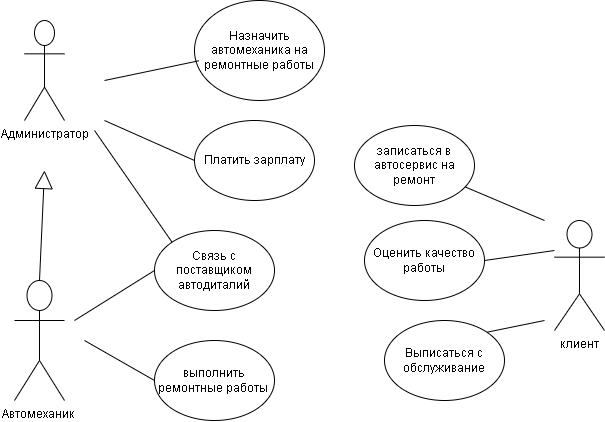 Назначить
автомеханика на
ремонтные работы
Администратор
Платить зарплату
записаться в
автосервис на
ремонт
Связь с
поставщиком
автодиталий
Оценить качество
работы
клиент
Выписаться с
обслуживание
выполнить
ремонтные работы
Автомеханик